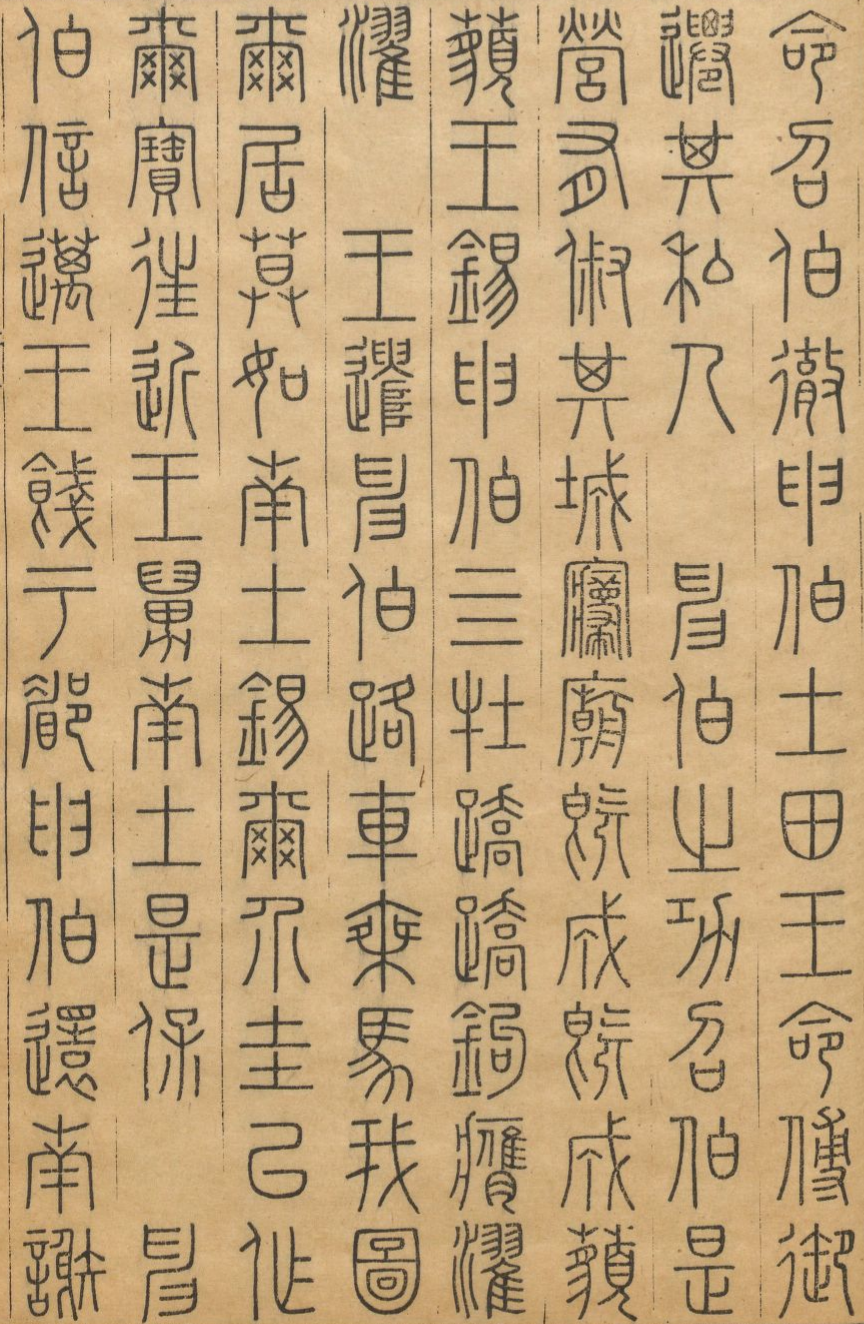 命召伯徹申伯土田王命傅御
遷其私人 申伯之功召伯是
營有俶其城寢廟既成既成藐
藐王錫申伯四牡蹻蹻鉤膺濯
濯 王遣申伯路車乘馬我圖
爾居莫如南土錫爾介圭以作
爾寶往近王舅南土是保 申
伯信邁王餞于郿申伯還南謝